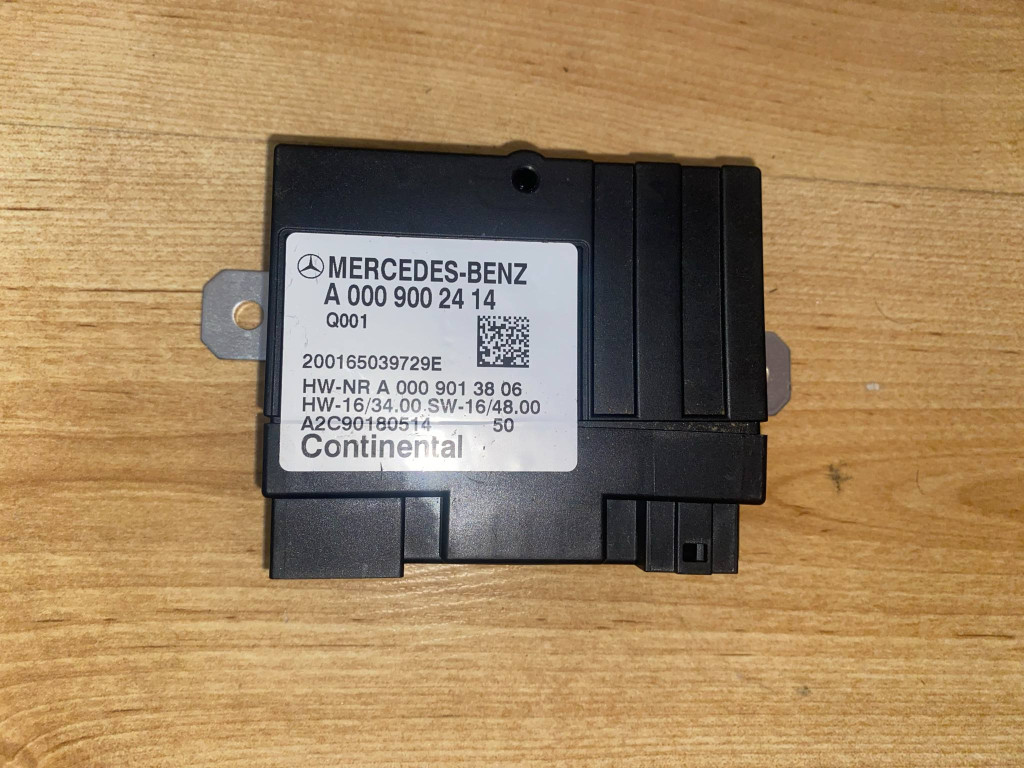 MERCEDES-BENZ
A 000 900 24 14
Q001
200165039729E
HW-NR A 000 901 38 06
HW-16/34.00 SW-16/48.00
A2C90180514 50
Continental